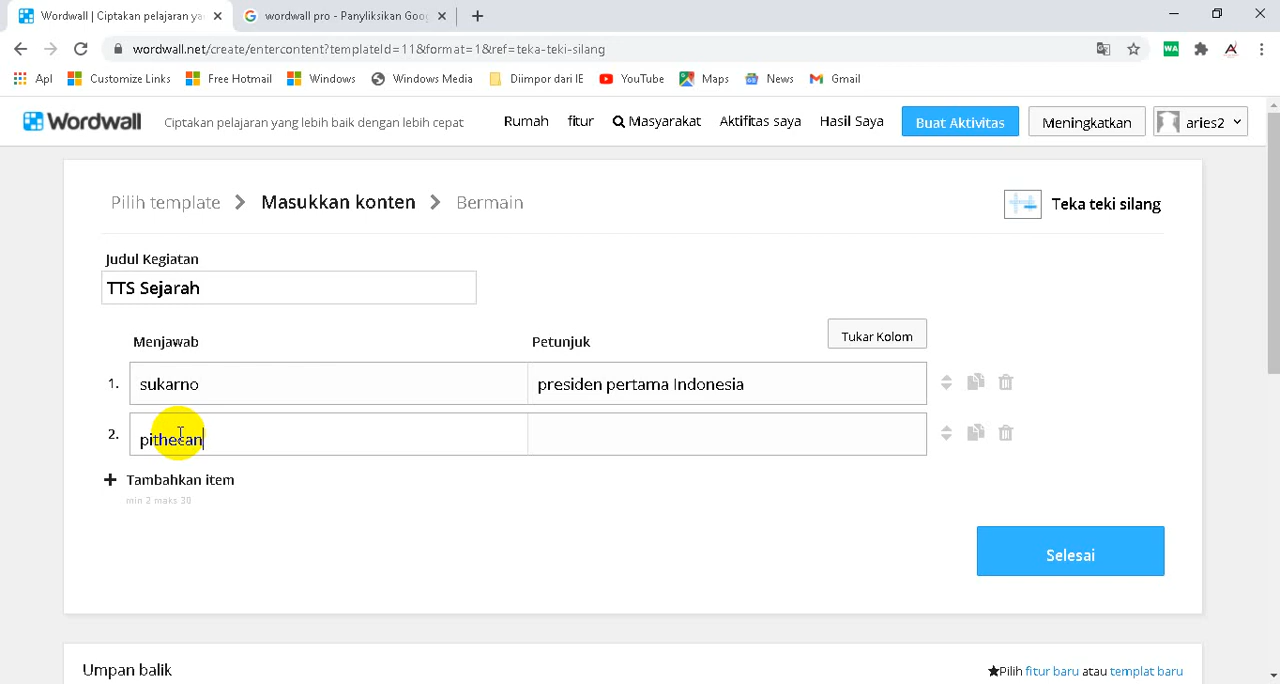 Wordwall | Ciptakan pelajaran ya
wordwall pro - Panyliksikan Goog
wordwall.net/create/entercontent?templateId=11&format=1&ref=teka-teki-silang
Apl Customize Links Free Hotmail Windows Windows Media Diimpor dari IE YouTube Maps News Gmail
Wordwall Ciptakan pelajaran yang lebih baik dengan lebih cepat Rumah fitur Masyarakat Aktifitas saya Hasil Saya Buat Aktivitas Meningkatkan aries2
Pilih template Masukkan konten Bermain Teka teki silang
Judul Kegiatan
TTS Sejarah
Menjawab Petunjuk Tukar Kolom
1. sukarno presiden pertama Indonesia
2. pithecan
+ Tambahkan item
min 2 maks 30
Selesai
Umpan balik ★Pilih fitur baru atau templat baru